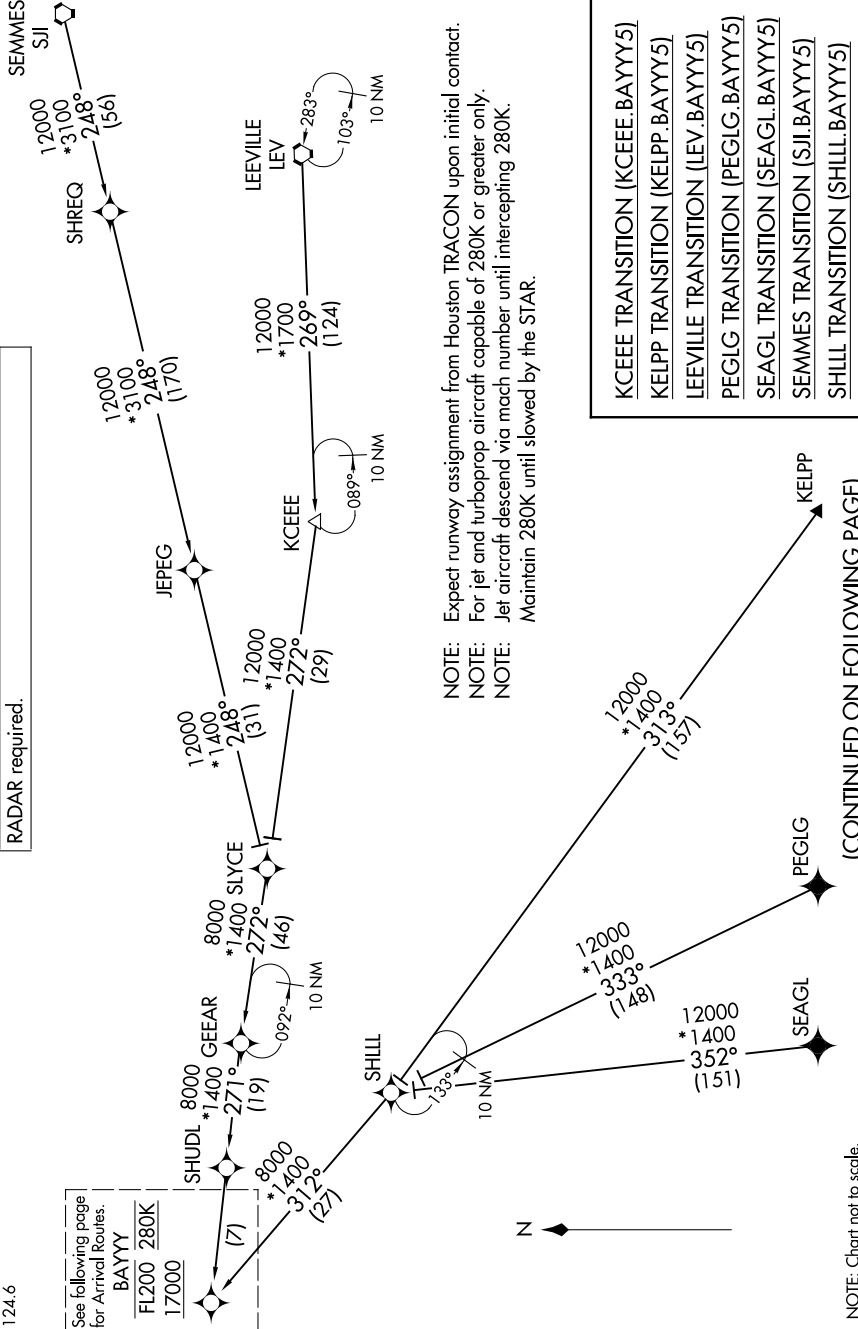 124.6
RADAR required.
See following page
for Arrival Routes.
BAYYY
FL200 280K
17000
(7)
SHUDL
8000
*1400
271°
(19)
GEEAR
092°
10 NM
8000
*1400
272°
(46)
SLYCE
12000
*1400
248°
(31)
JEPEG
12000
*3100
248°
(170)
SHREQ
12000
*3100
248°
(56)
SEMMES
SJI
12000
*1400
272°
(29)
KCEEE
089°
10 NM
12000
*1700
269°
(124)
LEEVILLE
LEV
283°
103°
10 NM
8000
*1400
312°
(27)
SHLLL
133°
10 NM
12000
*1400
352°
(151)
SEAGL
12000
*1400
333°
(148)
PEGLG
12000
*1400
313°
(157)
KELPP
NOTE: Expect runway assignment from Houston TRACON upon initial contact.
NOTE: For jet and turboprop aircraft capable of 280K or greater only.
NOTE: Jet aircraft descend via mach number until intercepting 280K.
Maintain 280K until slowed by the STAR.
N
KCEEE TRANSITION (KCEEE.BAYYY5)
KELPP TRANSITION (KELPP.BAYYY5)
LEEVILLE TRANSITION (LEV.BAYYY5)
PEGLG TRANSITION (PEGLG.BAYYY5)
SEAGL TRANSITION (SEAGL.BAYYY5)
SEMMES TRANSITION (SJI.BAYYY5)
SHLLL TRANSITION (SHLLL.BAYYY5)
NOTE: Chart not to scale.
(CONTINUED ON FOLLOWING PAGE)